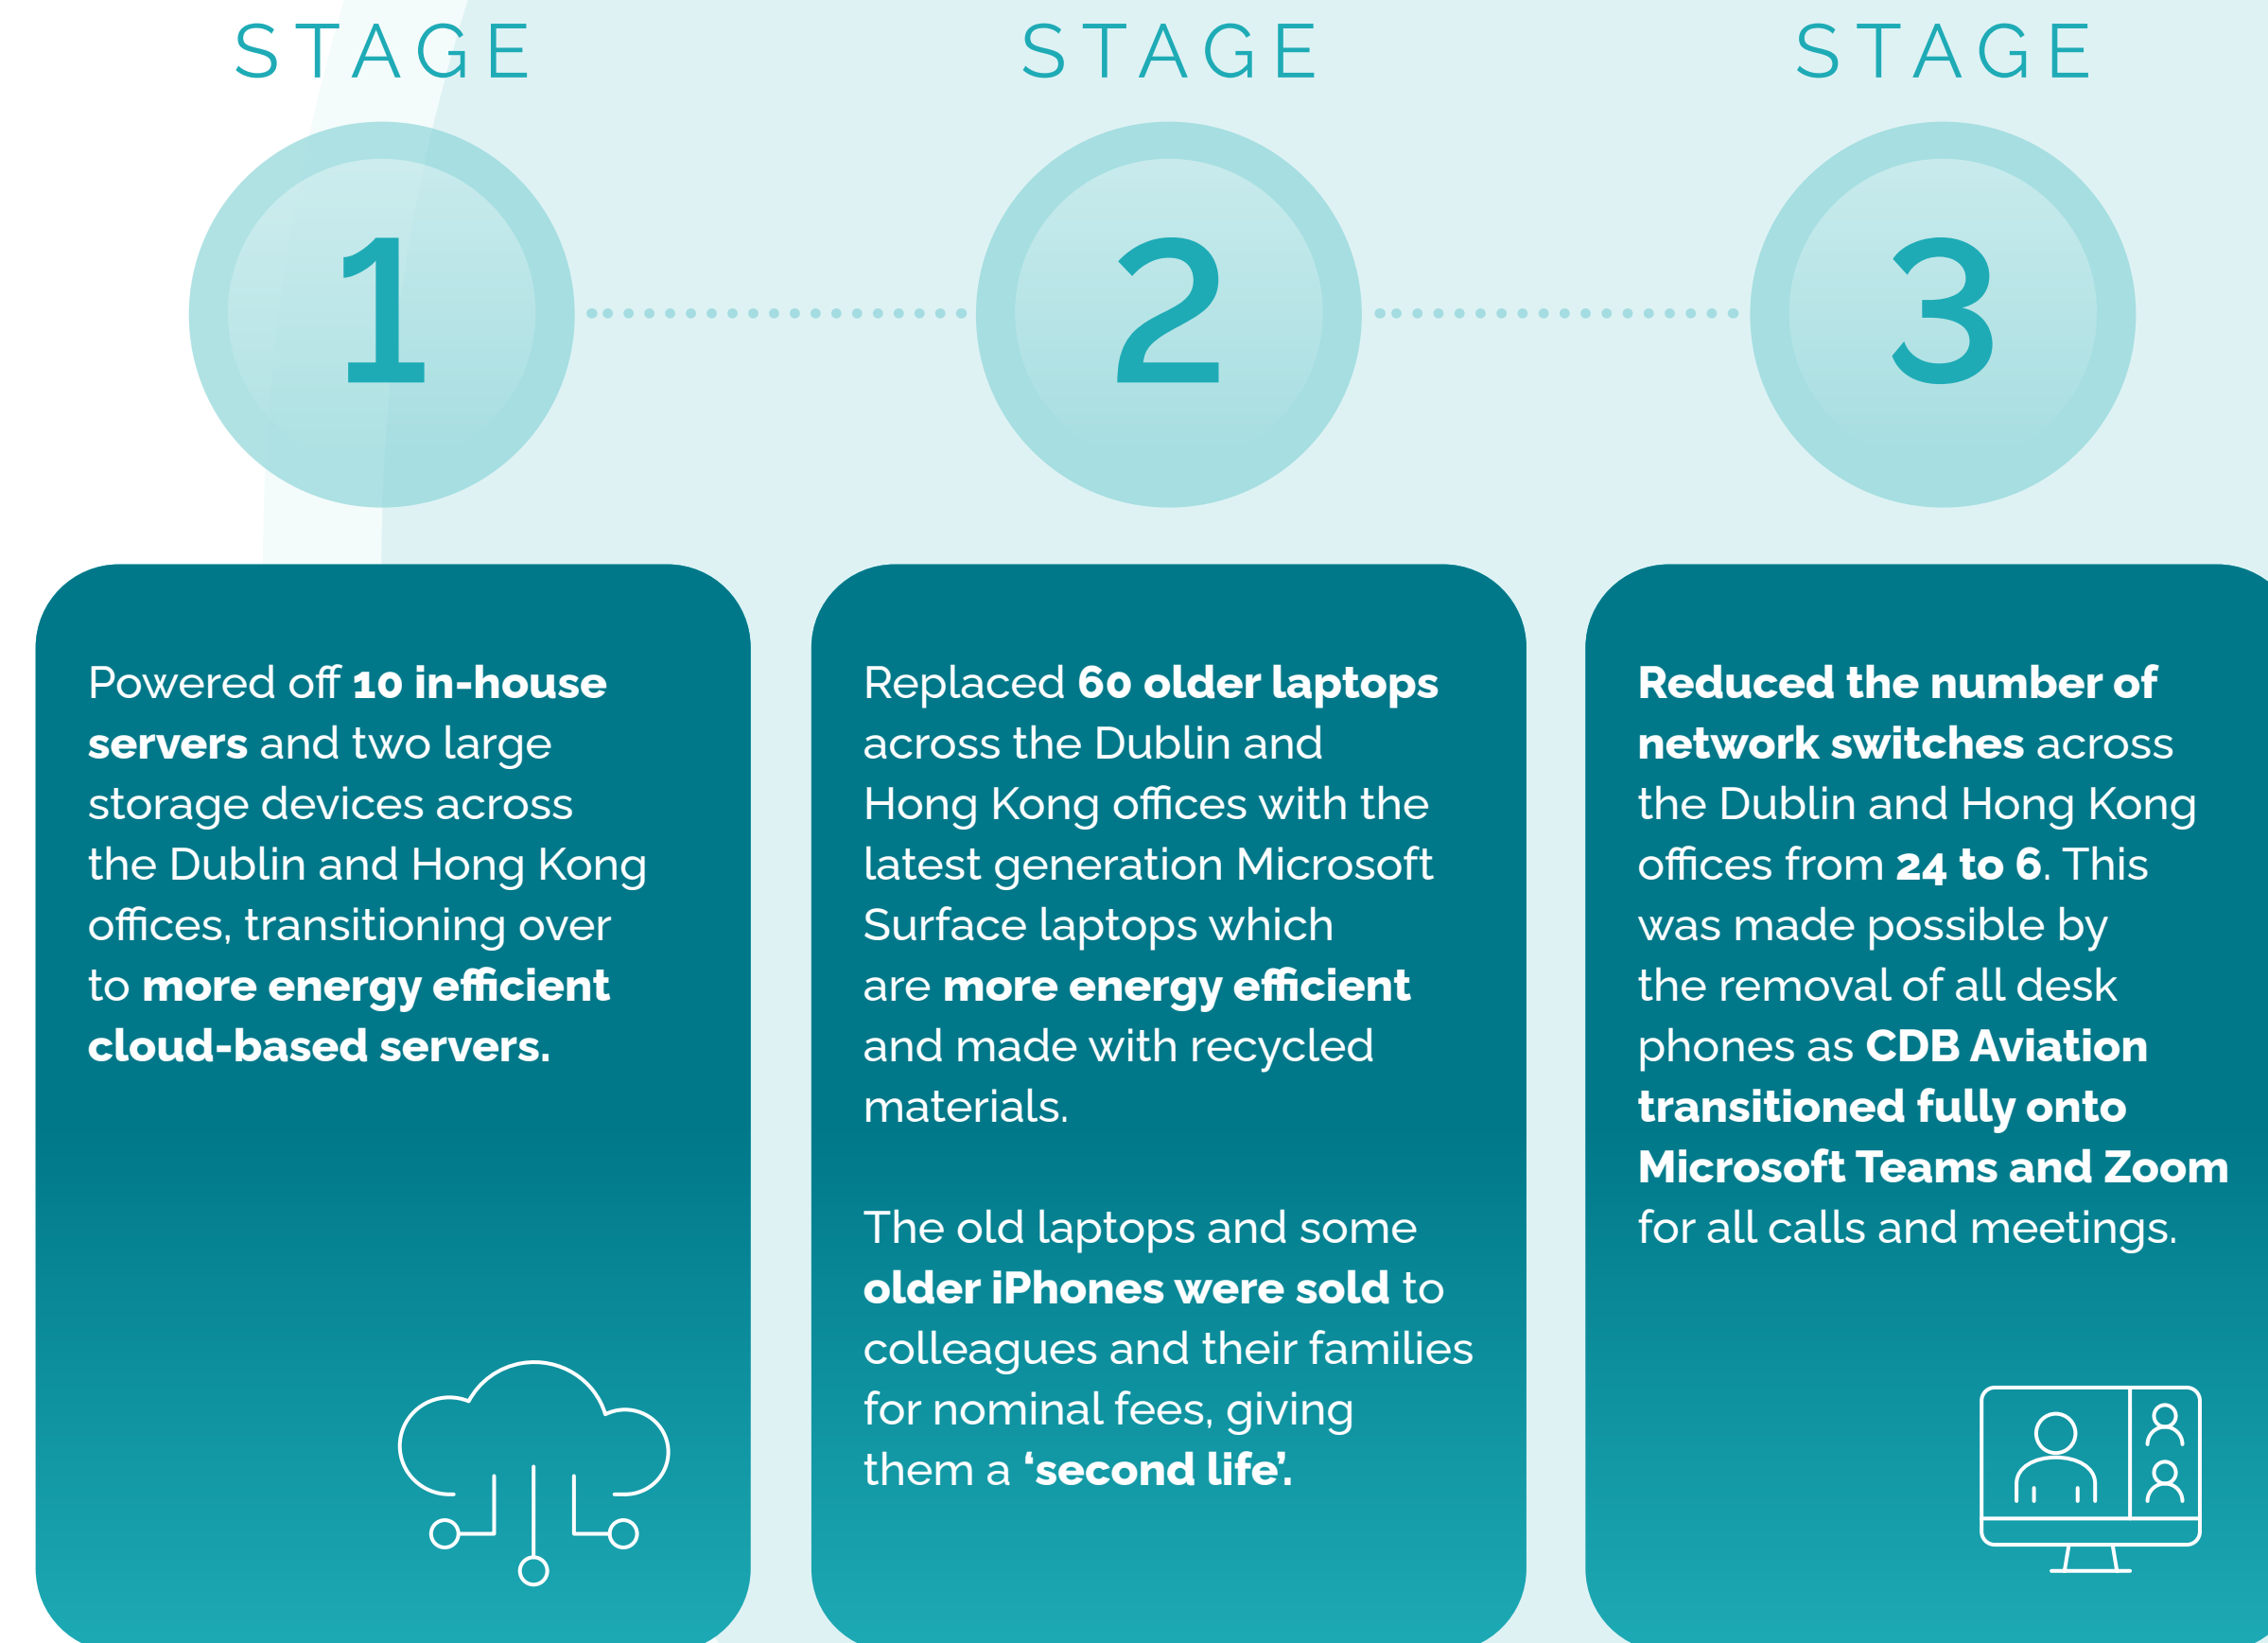 STAGE
1
Powered off 10 in-house
servers and two large
storage devices across
the Dublin and Hong Kong
offices, transitioning over
to more energy efficient
cloud-based servers.
STAGE
2
Replaced 60 older laptops
across the Dublin and
Hong Kong offices with the
latest generation Microsoft
Surface laptops which
are more energy efficient
and made with recycled
materials.
The old laptops and some
older iPhones were sold to
colleagues and their families
for nominal fees, giving
them a ‘second life’.
STAGE
3
Reduced the number of
network switches across
the Dublin and Hong Kong
offices from 24 to 6. This
was made possible by
the removal of all desk
phones as CDB Aviation
transitioned fully onto
Microsoft Teams and Zoom
for all calls and meetings.